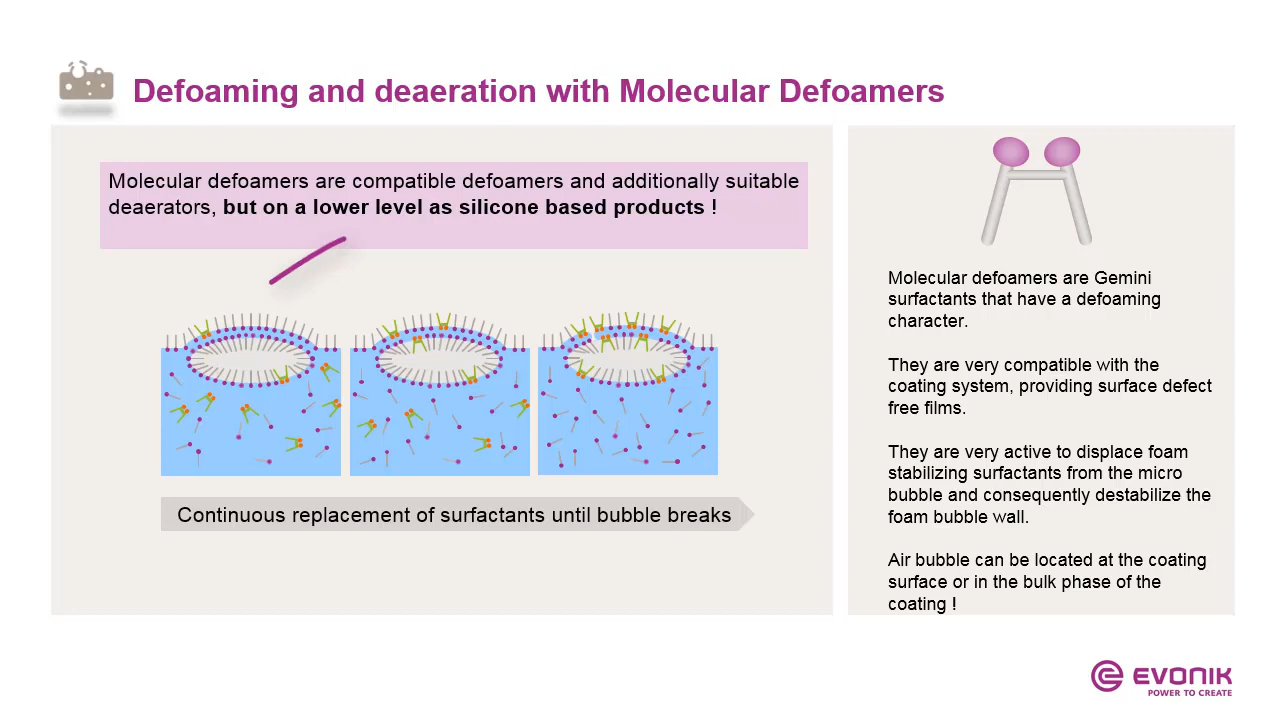 Defoaming and deaeration with Molecular Defoamers
Molecular defoamers are compatible defoamers and additionally suitable
deaerators, but on a lower level as silicone based products !
Continuous replacement of surfactants until bubble breaks
Molecular defoamers are Gemini
surfactants that have a defoaming
character.
They are very compatible with the
coating system, providing surface defect
free films.
They are very active to displace foam
stabilizing surfactants from the micro
bubble and consequently destabilize the
foam bubble wall.
Air bubble can be located at the coating
surface or in the bulk phase of the
coating !
EVONIK
POWER TO CREATE